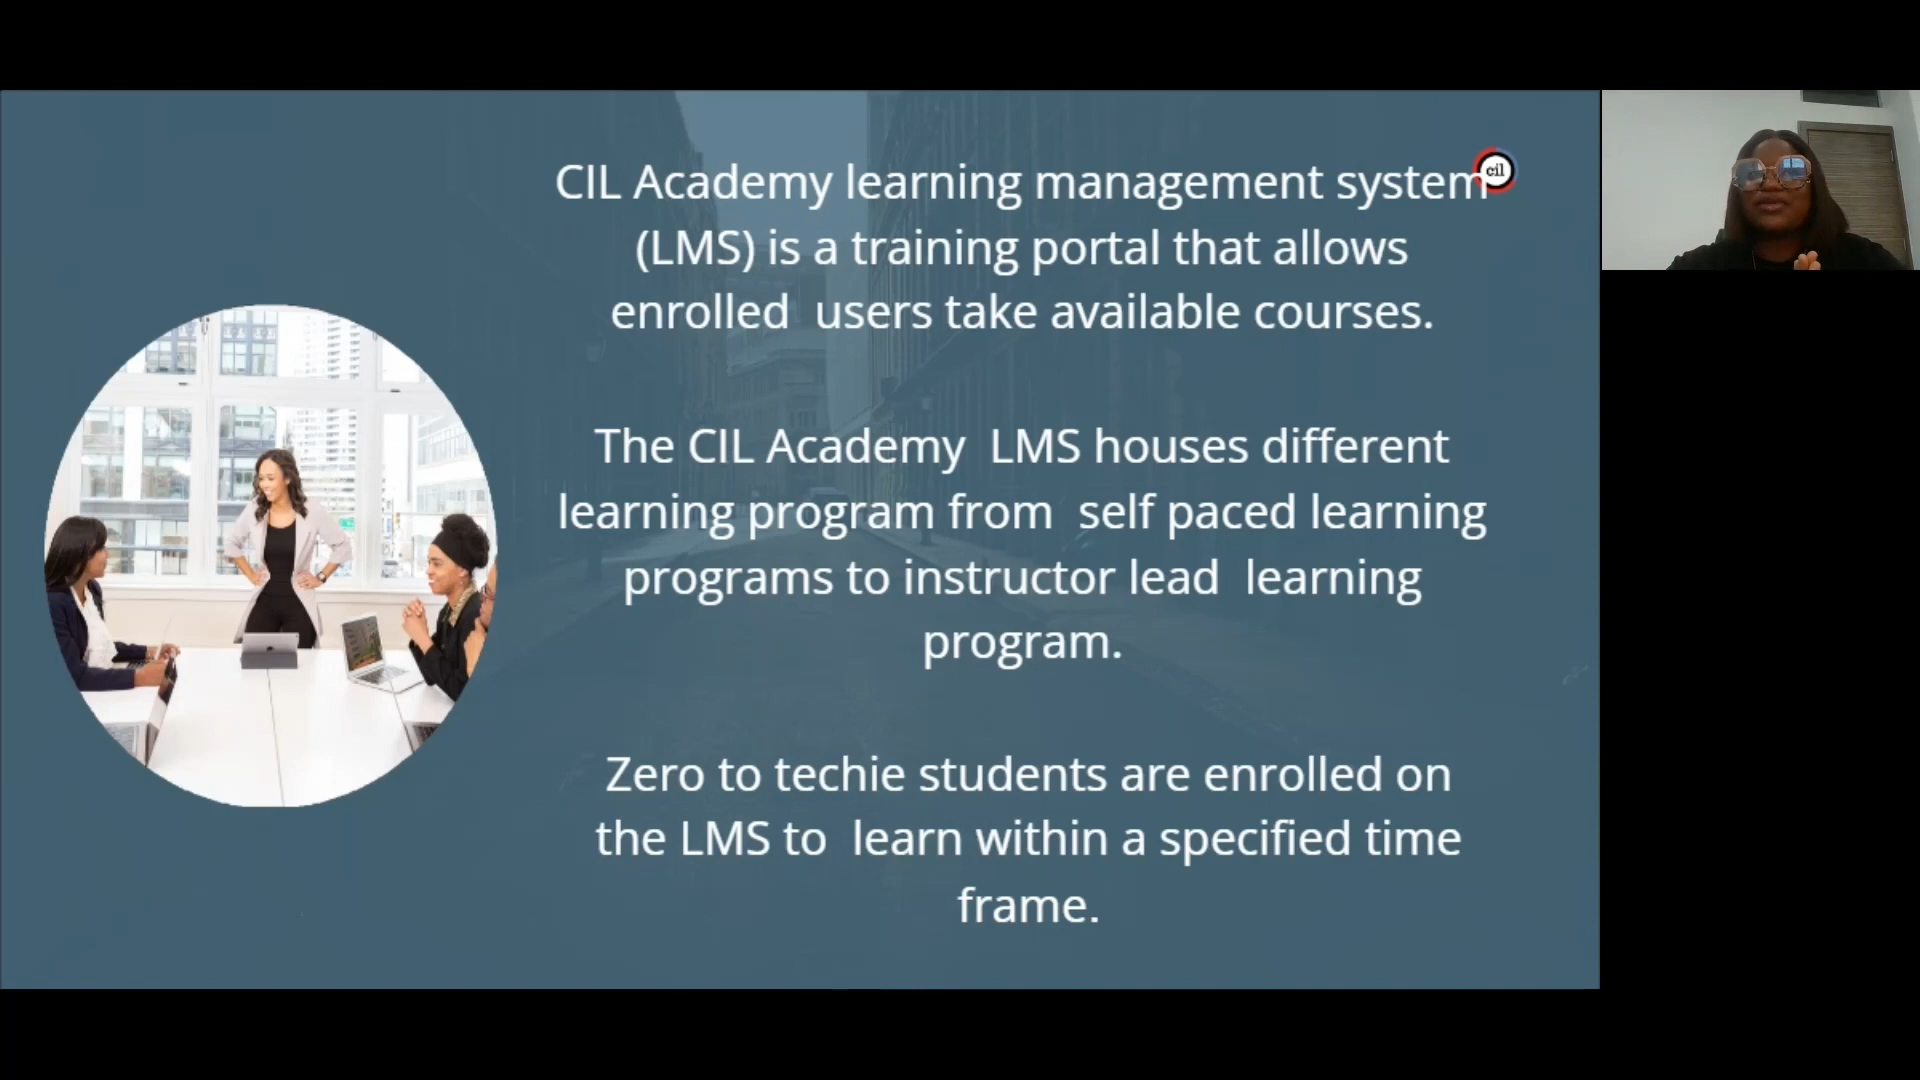 CIL Academy learning management system
cil
(LMS) is a training portal that allows
enrolled  users take available courses.
The CIL Academy  LMS houses different
learning program from  self paced learning
programs to instructor lead  learning
program.
Zero to techie students are enrolled on
the LMS to  learn within a specified time
frame.